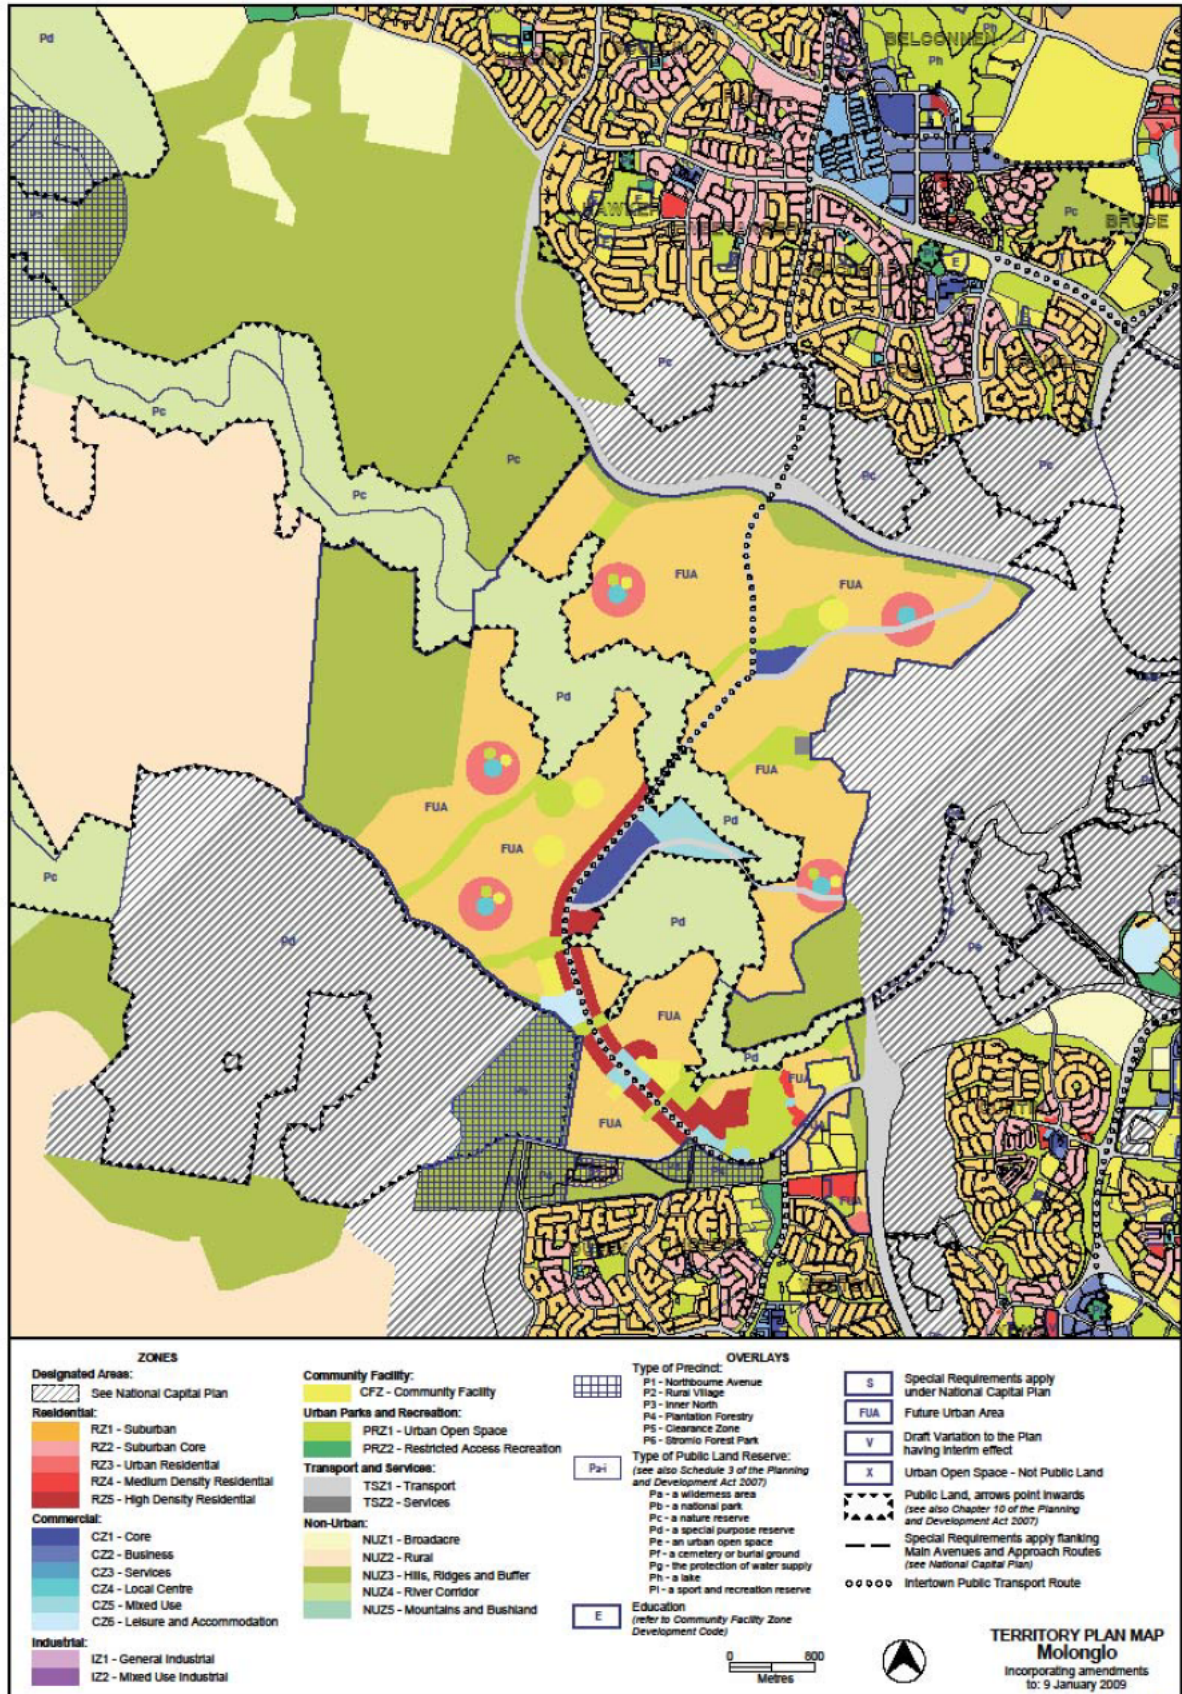 Pd
BELCONNEN
Ph
Ph
HAWKER
E
Pc
BRUCE
Pc
Pc
Pc
Pc
Pc
Pc
FUA
FUA
Pd
FUA
FUA
FUA
Pd
Pc
Pd
Pd
Pe
FUA
Pd
FUA
FUA
FUA
ZONES
Designated Areas:
See National Capital Plan
Residential:
RZ1 - Suburban
RZ2 - Suburban Core
RZ3 - Urban Residential
RZ4 - Medium Density Residential
RZ5 - High Density Residential
Commercial:
CZ1 - Core
CZ2 - Business
CZ3 - Services
CZ4 - Local Centre
CZ5 - Mixed Use
CZ6 - Leisure and Accommodation
Industrial:
IZ1 - General Industrial
IZ2 - Mixed Use Industrial
Community Facility:
CFZ - Community Facility
Urban Parks and Recreation:
PRZ1 - Urban Open Space
PRZ2 - Restricted Access Recreation
Transport and Services:
TSZ1 - Transport
TSZ2 - Services
Non-Urban:
NUZ1 - Broadacre
NUZ2 - Rural
NUZ3 - Hills, Ridges and Buffer
NUZ4 - River Corridor
NUZ5 - Mountains and Bushland
OVERLAYS
Type of Precinct:
P1 - Northbourne Avenue
P2 - Rural Village
P3 - Inner North
P4 - Plantation Forestry
P5 - Clearance Zone
P6 - Stromlo Forest Park
Pa-i
Type of Public Land Reserve:
(see also Schedule 3 of the Planning
and Development Act 2007)
Pa - a wilderness area
Pb - a national park
Pc - a nature reserve
Pd - a special purpose reserve
Pe - an urban open space
Pf - a cemetery or burial ground
Pg - the protection of water supply
Ph - a lake
Pi - a sport and recreation reserve
E
Education
(refer to Community Facility Zone
Development Code)
S
Special Requirements apply
under National Capital Plan
FUA
Future Urban Area
V
Draft Variation to the Plan
having interim effect
X
Urban Open Space - Not Public Land
Public Land, arrows point inwards
(see also Chapter 10 of the Planning
and Development Act 2007)
Special Requirements apply flanking
Main Avenues and Approach Routes
(see National Capital Plan)
Intertown Public Transport Route
0 800
Metres
TERRITORY PLAN MAP
Molonglo
Incorporating amendments
to: 9 January 2009